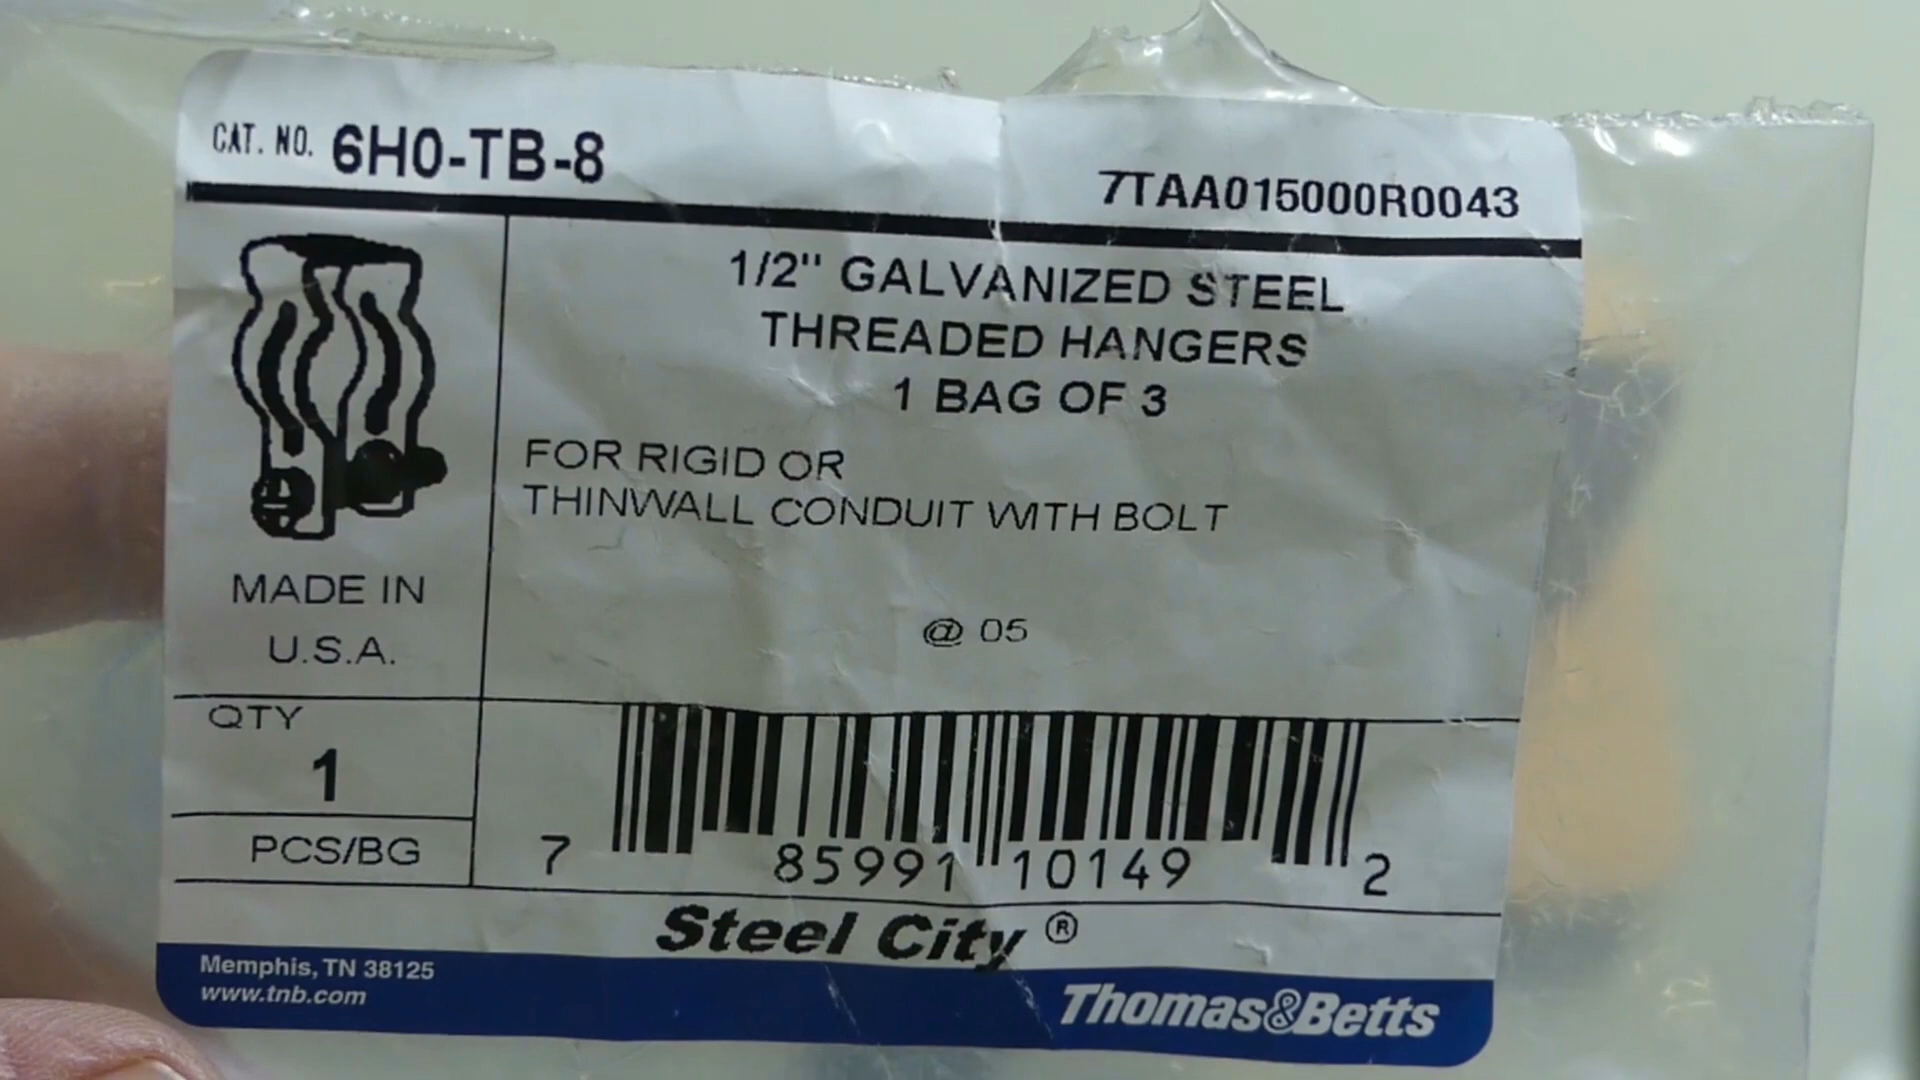 CAT. NO. 6H0-TB-8
7TAA015000R0043
1/2" GALVANIZED STEEL
THREADED HANGERS
1 BAG OF 3
FOR RIGID OR
THINWALL CONDUIT WITH BOLT
MADE IN
U.S.A.
@ 05
QTY
1
PCS/BG
7 85991 10149 2
Steel City ®
Memphis, TN 38125
www.tnb.com
Thomas&Betts